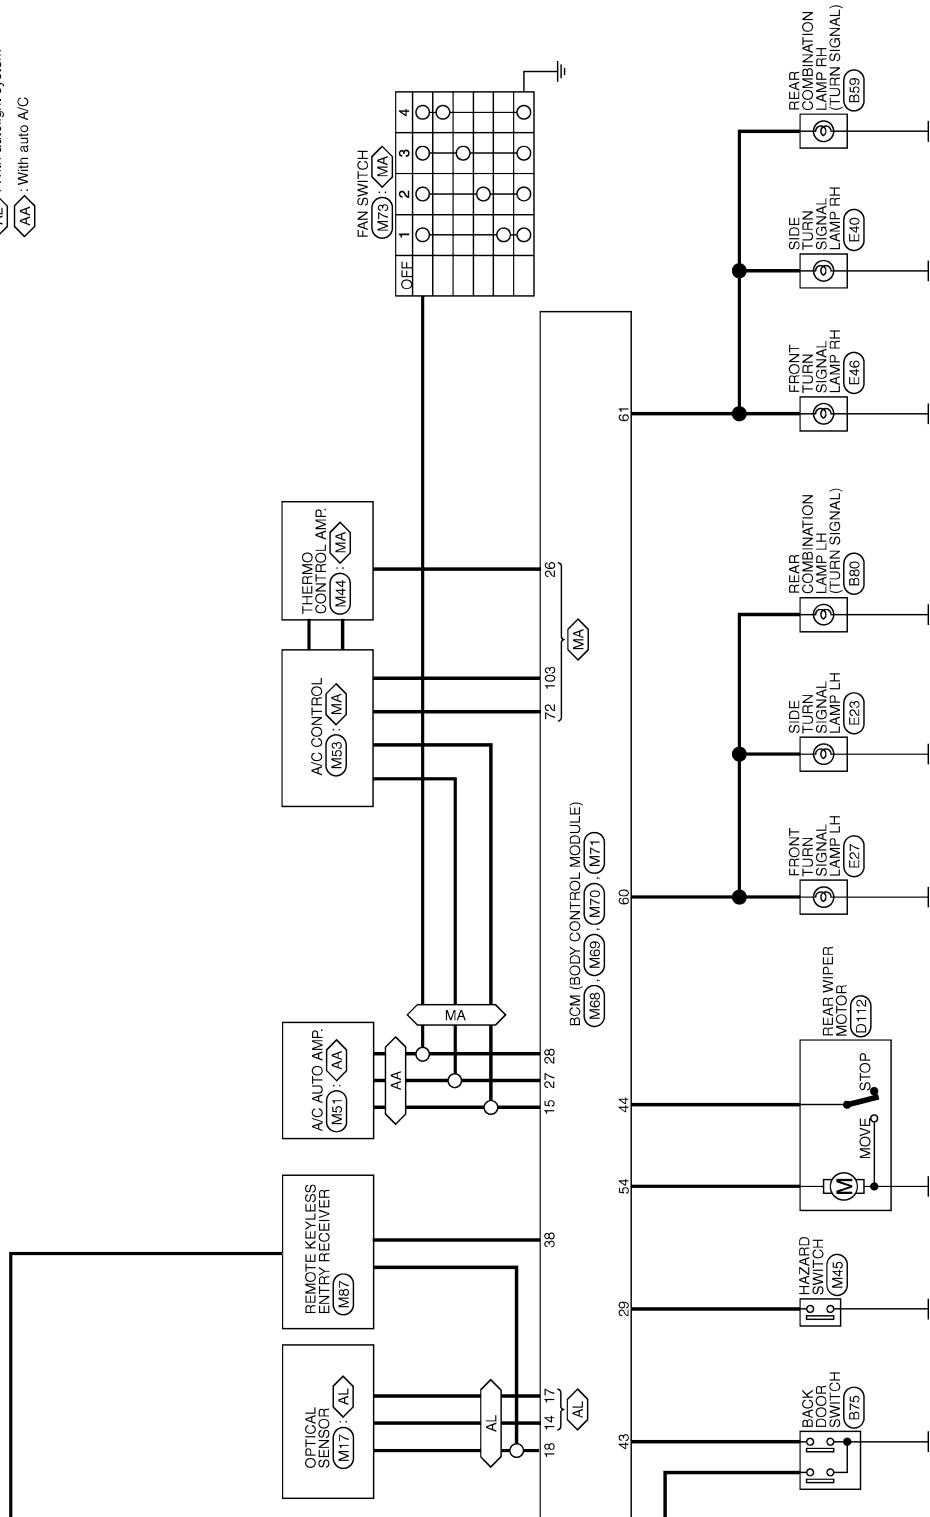 : With auto A/C
AA
FAN SWITCH
M73 : MA
OFF
1
2
3
4
THERMO
CONTROL AMP.
M44 : MA
A/C CONTROL
M53 : MA
A/C AUTO AMP.
M51 : AA
REMOTE KEYLESS
ENTRY RECEIVER
M87
OPTICAL
SENSOR
M17 : AL
MA
AA
AL
18
14
17
AL
38
15
27
28
72
103
26
MA
BCM (BODY CONTROL MODULE)
M68 , M69 , M70 , M71
43
29
54
44
60
61
BACK
DOOR
SWITCH
B75
HAZARD
SWITCH
M45
REAR WIPER
MOTOR
D112
M
MOVE
STOP
FRONT
TURN
SIGNAL
LAMP LH
E27
SIDE
TURN
SIGNAL
LAMP LH
E23
REAR
COMBINATION
LAMP LH
(TURN SIGNAL)
B80
FRONT
TURN
SIGNAL
LAMP RH
E46
SIDE
TURN
SIGNAL
LAMP RH
E40
REAR
COMBINATION
LAMP RH
(TURN SIGNAL)
B59